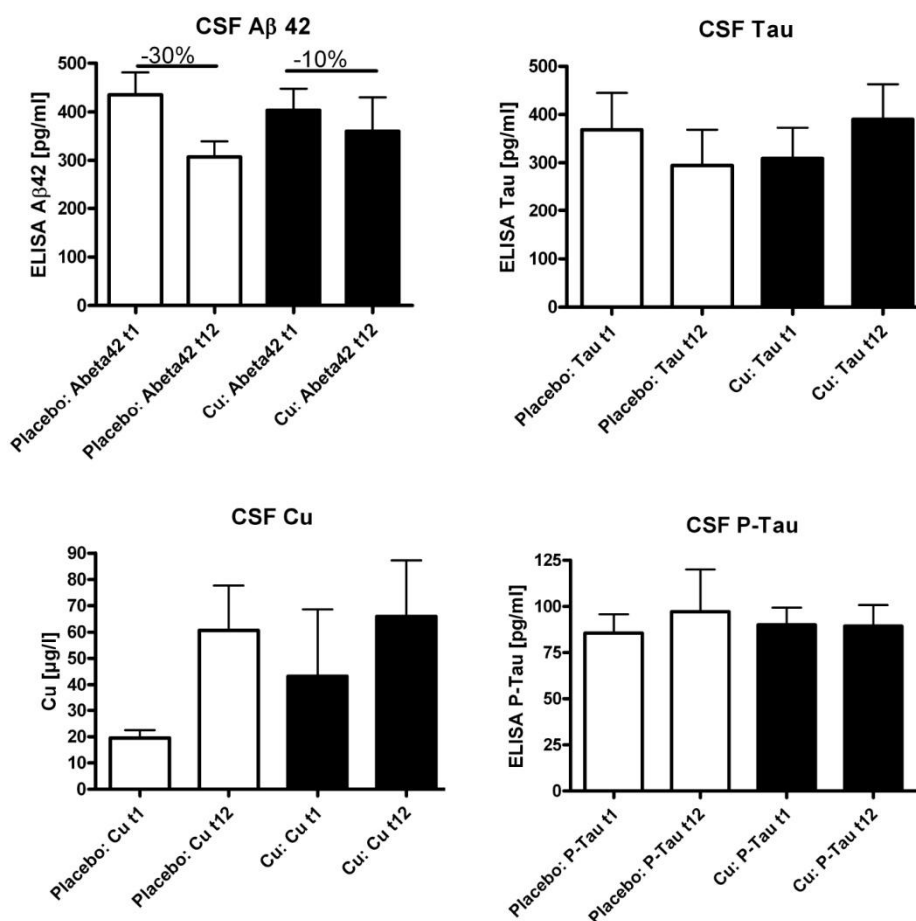 CSF Aβ 42
-30%
-10%
ELISA Aβ42 [pg/ml]
500
400
300
200
100
0
Placebo: Abeta42 t1
Placebo: Abeta42 t12
Cu: Abeta42 t1
Cu: Abeta42 t12
CSF Tau
ELISA Tau [pg/ml]
500
400
300
200
100
0
Placebo: Tau t1
Placebo: Tau t12
Cu: Tau t1
Cu: Tau t12
CSF Cu
Cu [µg/l]
90
80
70
60
50
40
30
20
10
0
Placebo: Cu t1
Placebo: Cu t12
Cu: Cu t1
Cu: Cu t12
CSF P-Tau
ELISA P-Tau [pg/ml]
125
100
75
50
25
0
Placebo: P-Tau t1
Placebo: P-Tau t12
Cu: P-Tau t1
Cu: P-Tau t12